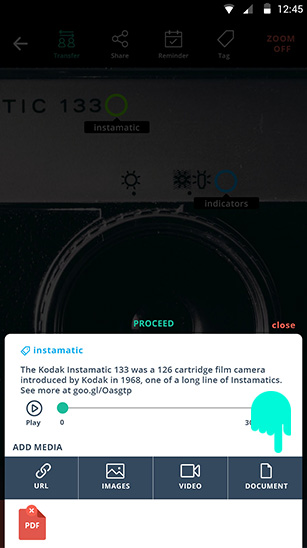 12:45
Transfer
Share
Reminder
Tag
ZOOM
OFF
TIC 133
instamatic
indicators
PROCEED
close
instamatic
The Kodak Instamatic 133 was a 126 cartridge film camera
introduced by Kodak in 1968, one of a long line of Instamatics.
See more at goo.gl/Oasgtp
Play
0
30
ADD MEDIA
URL
IMAGES
VIDEO
DOCUMENT
PDF